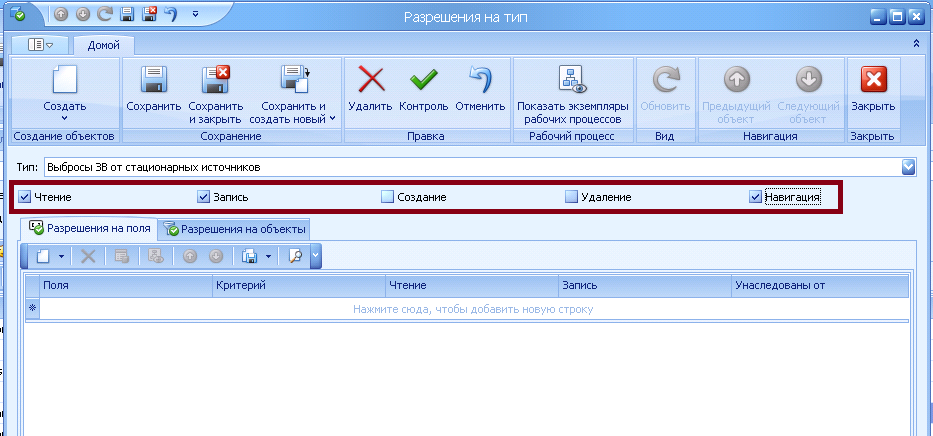 Разрешения на тип
Домой
Создать
Сохранить
Сохранить и закрыть
Сохранить и создать новый
Удалить
Контроль
Отменить
Показать экземпляры рабочих процессов
Обновить
Предыдущий объект
Следующий объект
Закрыть
Создание объектов
Сохранение
Правка
Рабочий процесс
Вид
Навигация
Закрыть
Тип: Выбросы ЗВ от стационарных источников
Чтение Запись Создание Удаление Навигация
Разрешения на поля Разрешения на объекты
Поля Критерий Чтение Запись Унаследованы от
Нажмите сюда, чтобы добавить новую строку